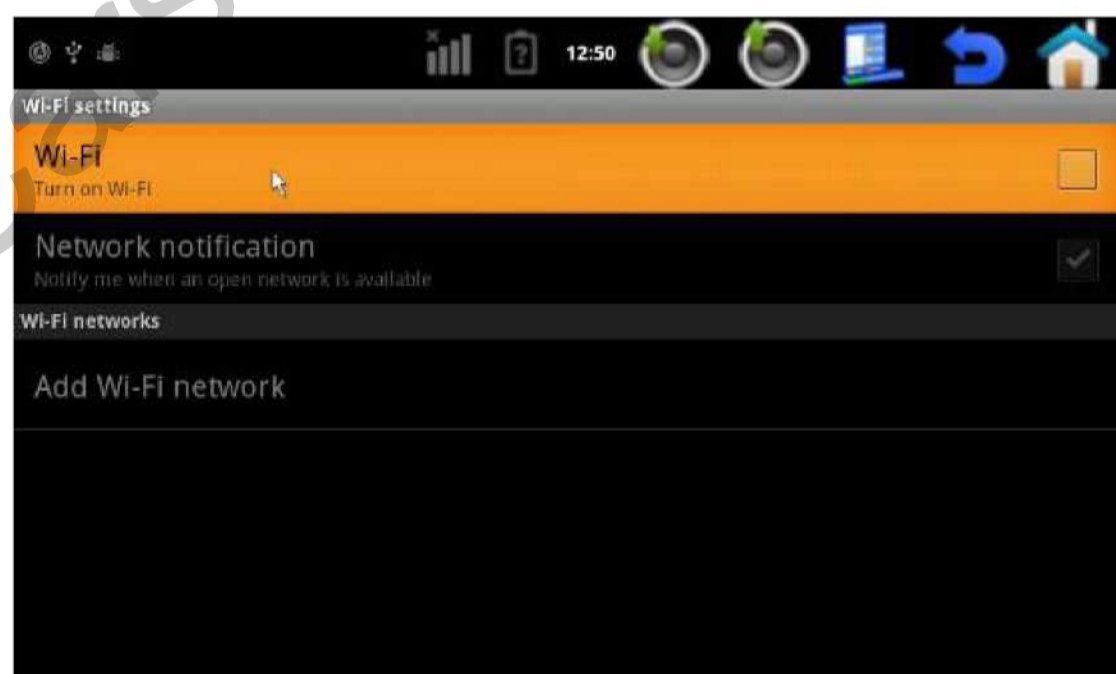 12:50
Wi-Fi settings
Wi-Fi
Turn on Wi-Fi
Network notification
Notify me when an open network is available
Wi-Fi networks
Add Wi-Fi network